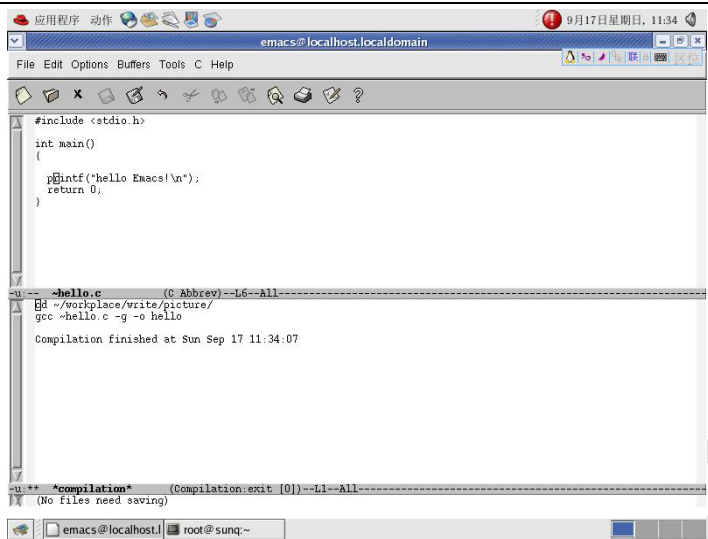 应用程序 动作 9月17日星期日, 11:34
emacs@localhost.localdomain
File Edit Options Buffers Tools C Help
#include <stdio.h>
int main()
{
printf("hello Emacs!\n");
return 0;
}
-u:-- ~hello.c (C Abbrev)--L6--All
cd ~/workplace/write/picture/
gcc ~hello.c -g -o hello
Compilation finished at Sun Sep 17 11:34:07
-u:** *compilation* (Compilation:exit [0])--L1--All
(No files need saving)
emacs@localhost.l root@sunq:~